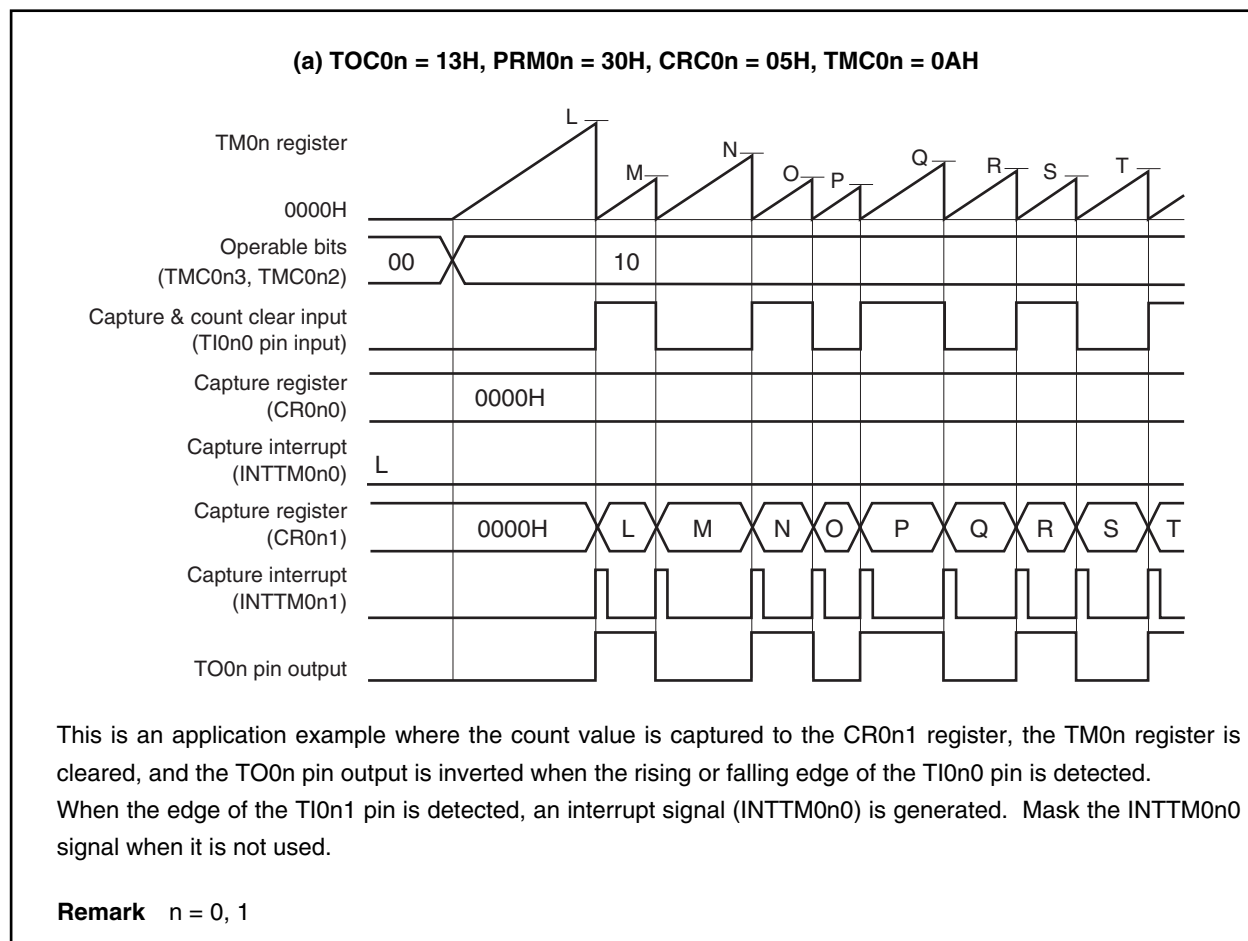 (a) TOC0n = 13H, PRM0n = 30H, CRC0n = 05H, TMC0n = 0AH
TM0n register
0000H
L
M
N
O
P
Q
R
S
T
Operable bits
(TMC0n3, TMC0n2)
00
10
Capture & count clear input
(TI0n0 pin input)
Capture register
(CR0n0)
0000H
Capture interrupt
(INTTM0n0)
L
Capture register
(CR0n1)
0000H
L
M
N
O
P
Q
R
S
T
Capture interrupt
(INTTM0n1)
TO0n pin output
This is an application example where the count value is captured to the CR0n1 register, the TM0n register is
cleared, and the TO0n pin output is inverted when the rising or falling edge of the TI0n0 pin is detected.
When the edge of the TI0n1 pin is detected, an interrupt signal (INTTM0n0) is generated. Mask the INTTM0n0
signal when it is not used.
Remark n = 0, 1